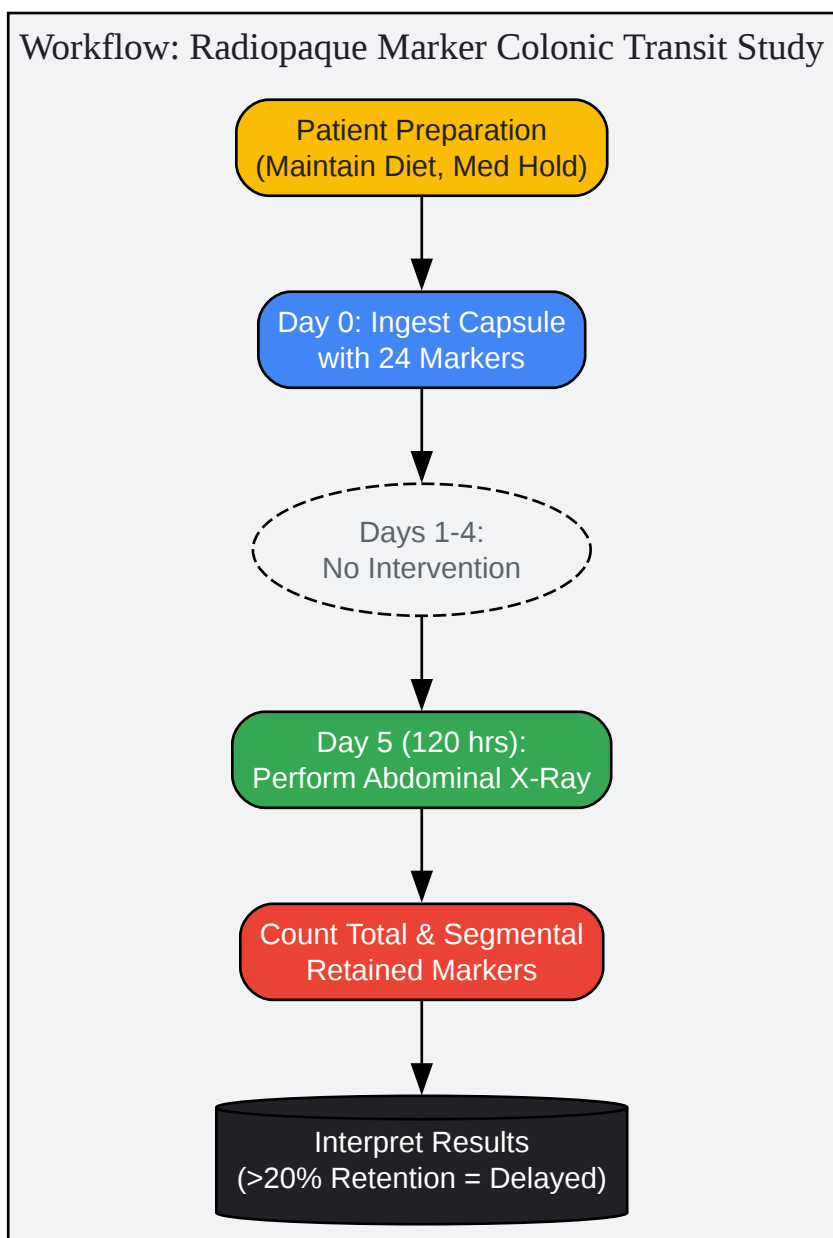 Workflow: Radiopaque Marker Colonic Transit Study
Patient Preparation
(Maintain Diet, Med Hold)
Day 0: Ingest Capsule
with 24 Markers
Days 1-4:
No Intervention
Day 5 (120 hrs):
Perform Abdominal X-Ray
Count Total & Segmental
Retained Markers
Interpret Results
(>20% Retention = Delayed)